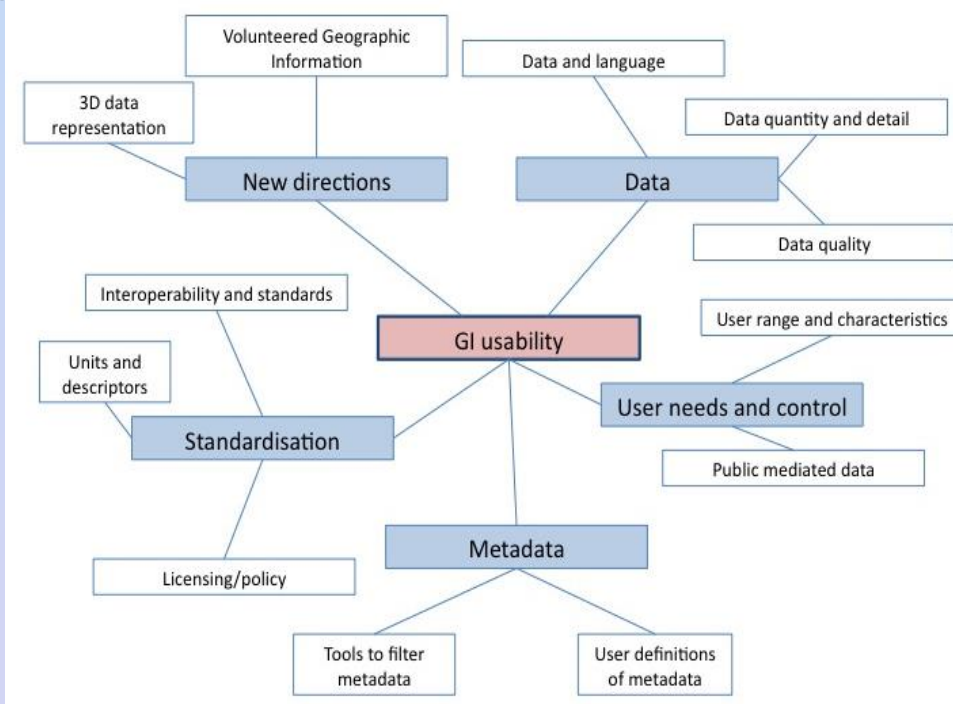 Volunteered Geographic
Information
Data and language
3D data
representation
Data quantity and detail
New directions
Data
Data quality
Interoperability and standards
User range and characteristics
GI usability
Units and
descriptors
User needs and control
Standardisation
Public mediated data
Metadata
Licensing/policy
Tools to filter
metadata
User definitions
of metadata